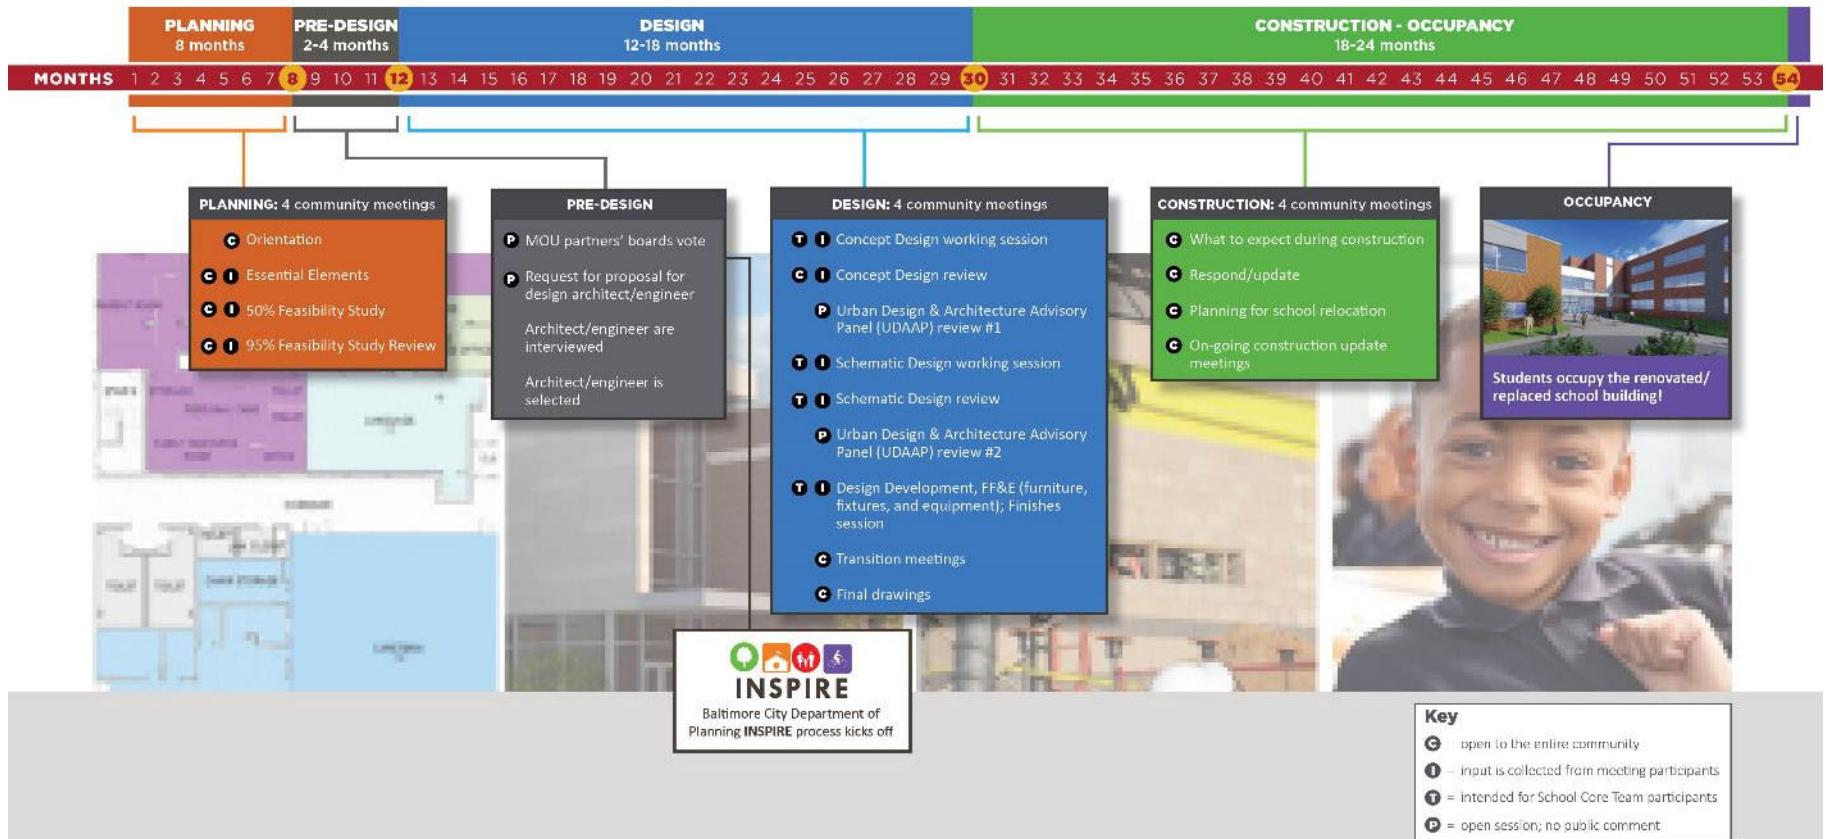 PLANNING
8 months
PRE-DESIGN
2-4 months
DESIGN
12-18 months
CONSTRUCTION - OCCUPANCY
18-24 months
MONTHS 1 2 3 4 5 6 7 8 9 10 11 12 13 14 15 16 17 18 19 20 21 22 23 24 25 26 27 28 29 30 31 32 33 34 35 36 37 38 39 40 41 42 43 44 45 46 47 48 49 50 51 52 53 54
PLANNING: 4 community meetings
C Orientation
C I Essential Elements
C I 50% Feasibility Study
C I 95% Feasibility Study Review
PRE-DESIGN
P MOU partners' boards vote
P Request for proposal for
design architect/engineer
Architect/engineer are
interviewed
Architect/engineer is
selected
DESIGN: 4 community meetings
T I Concept Design working session
C I Concept Design review
P Urban Design & Architecture Advisory
Panel (UDAAP) review #1
T I Schematic Design working session
T I Schematic Design review
P Urban Design & Architecture Advisory
Panel (UDAAP) review #2
T I Design Development, FF&E (furniture,
fixtures, and equipment); Finishes
session
C Transition meetings
C Final drawings
CONSTRUCTION: 4 community meetings
C What to expect during construction
C Respond/update
C Planning for school relocation
C On-going construction update
meetings
OCCUPANCY
Students occupy the renovated/
replaced school building!
INSPIRE
Baltimore City Department of
Planning INSPIRE process kicks off
Key
C open to the entire community
I – input is collected from meeting participants
T = intended for School Core Team participants
P = open session; no public comment